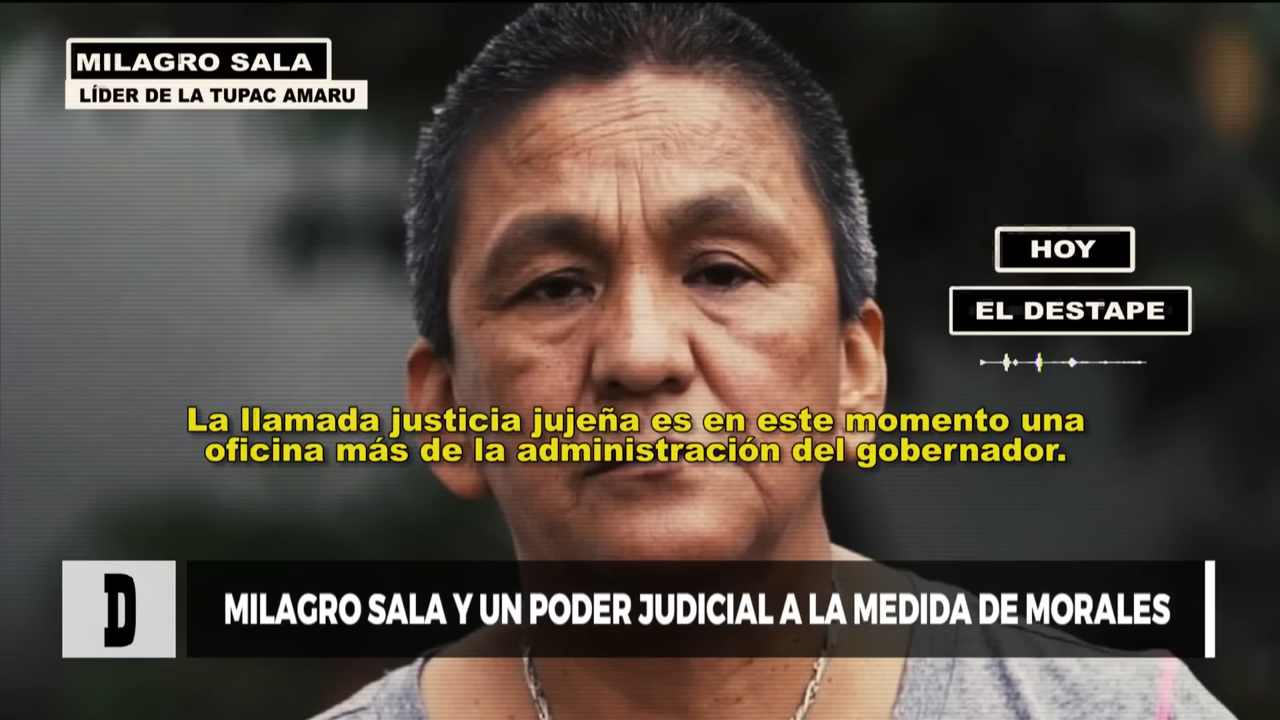 MILAGRO SALA
LÍDER DE LA TUPAC AMARU
HOY
EL DESTAPE
La llamada justicia jujeña es en este momento una
oficina más de la administración del gobernador.
D
MILAGRO SALA Y UN PODER JUDICIAL A LA MEDIDA DE MORALES